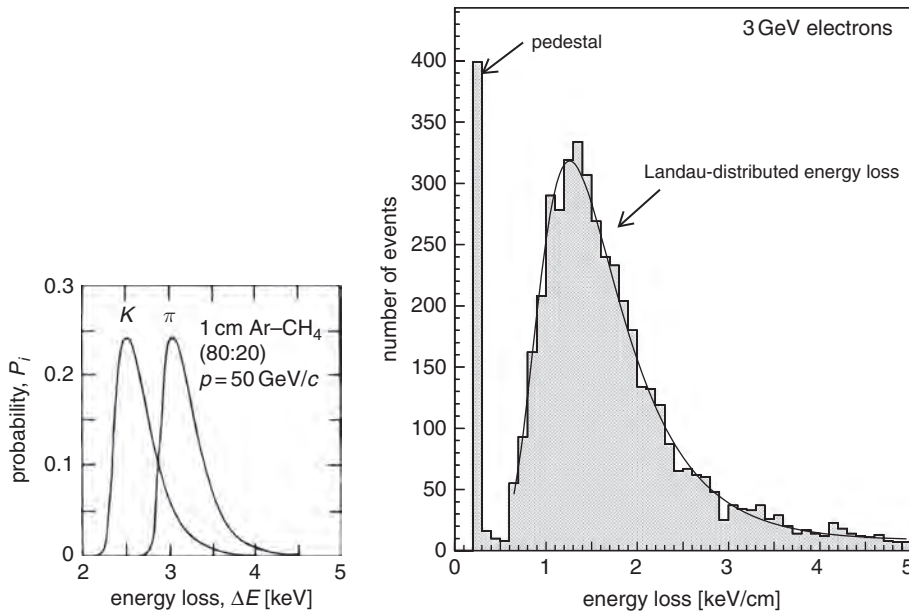 0.3
0.2
0.1
0
probability, P_i
K
π
1 cm Ar–CH₄
(80:20)
p = 50 GeV/c
2
3
4
5
energy loss, ΔE [keV]
400
350
300
250
200
150
100
50
0
number of events
3 GeV electrons
pedestal
Landau-distributed energy loss
0
1
2
3
4
5
energy loss [keV/cm]